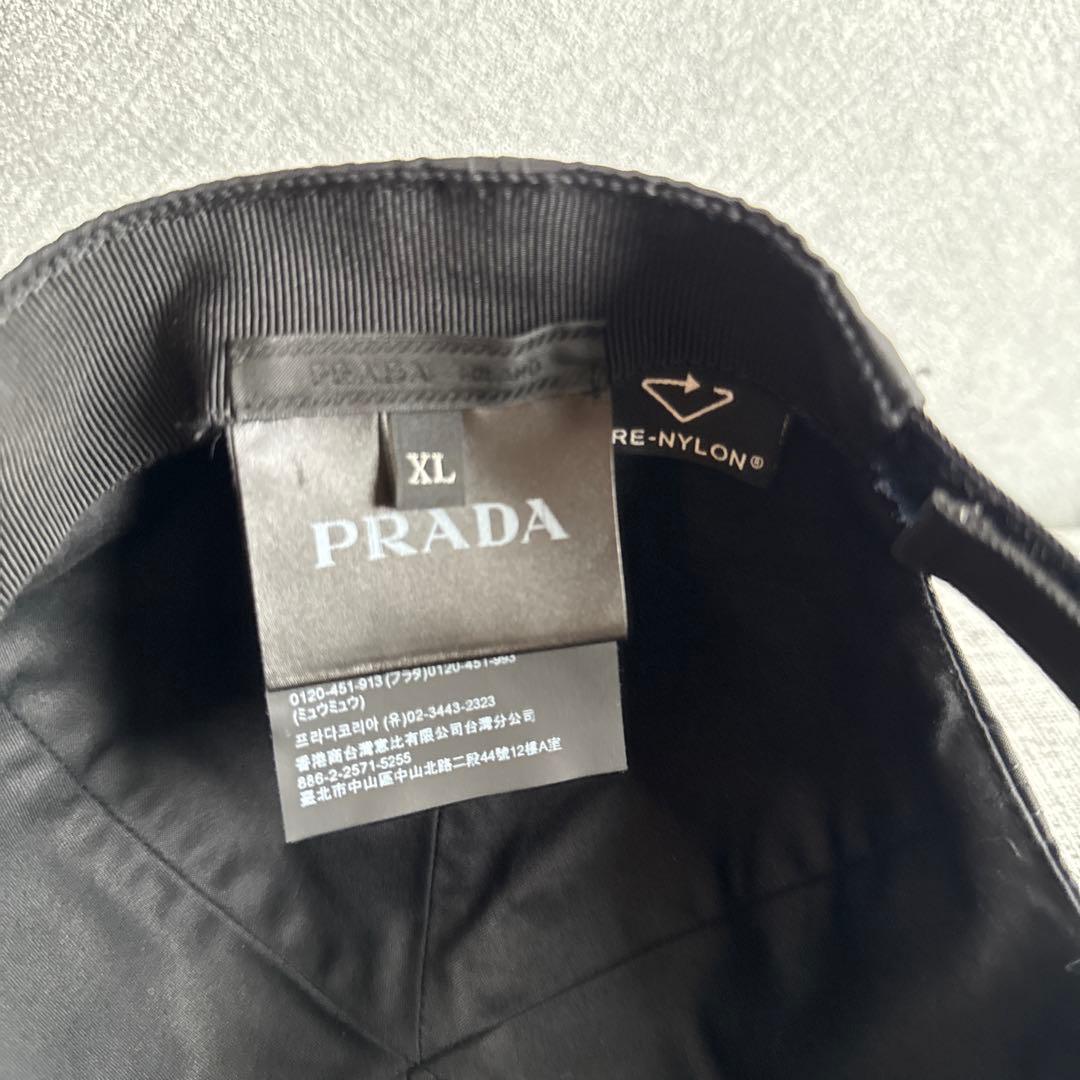 PRADA MILANO
RE-NYLON®
XL
PRADA
0120-451-913 (プラダ)0120-451-993
(ミュウミュウ)
프라다코리아 (유)02-3443-2323
香港商台灣惠比有限公司台灣分公司
886-2-2571-5255
臺北市中山區中山北路二段44號12樓A室